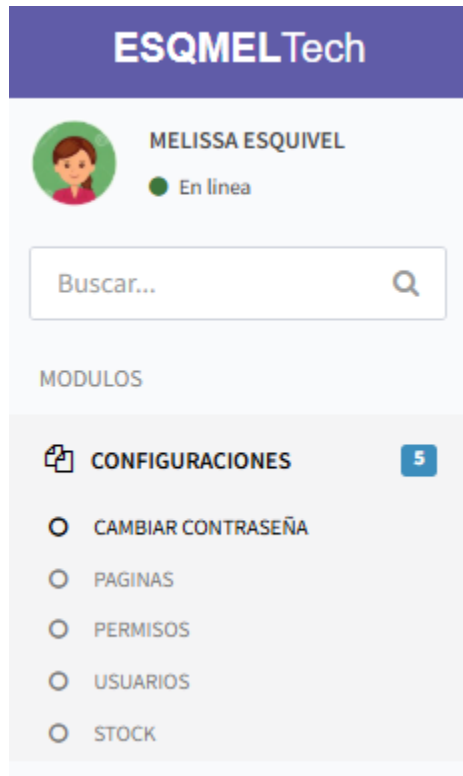 ESQMELTech
MELISSA ESQUIVEL
En linea
Buscar...
MODULOS
CONFIGURACIONES 5
CAMBIAR CONTRASEÑA
PAGINAS
PERMISOS
USUARIOS
STOCK